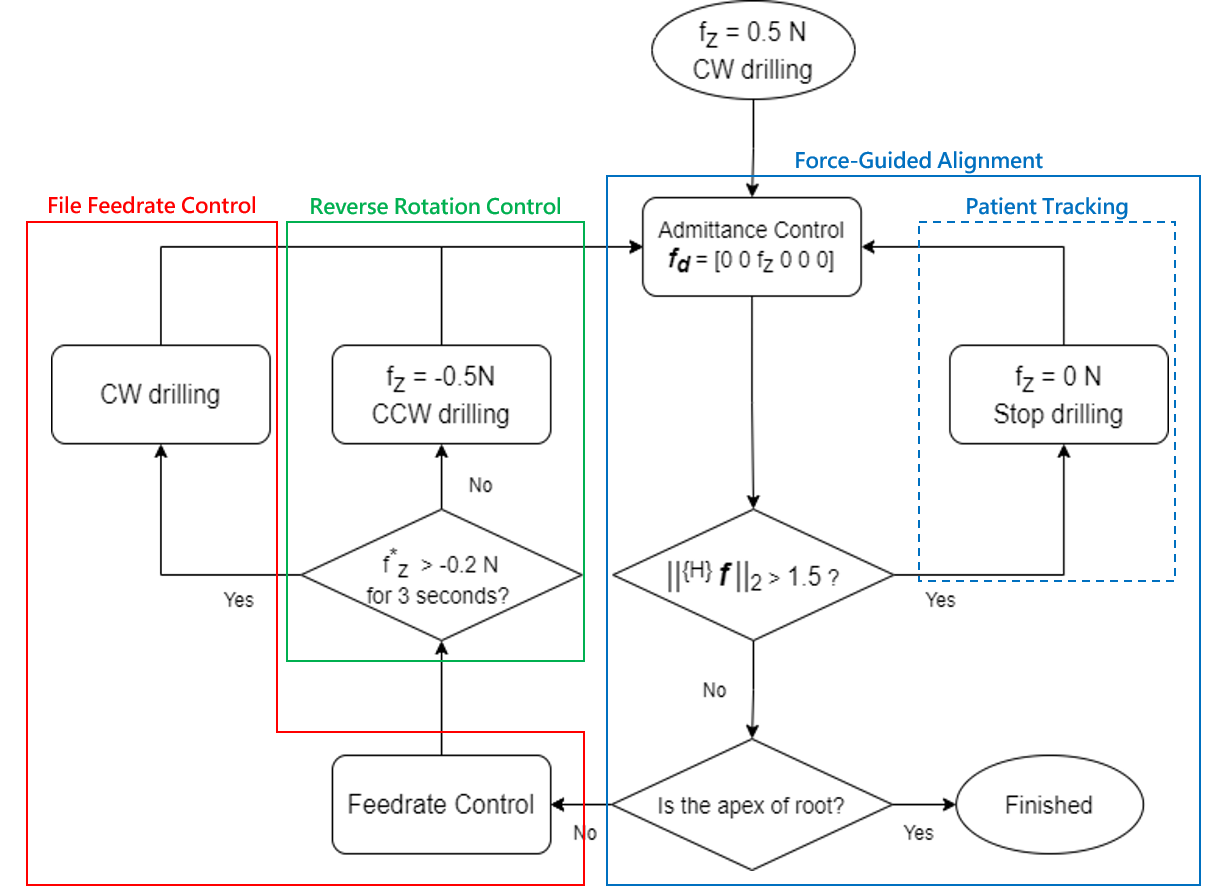 f_z = 0.5 N
CW drilling
Force-Guided Alignment
File Feedrate Control
Reverse Rotation Control
Patient Tracking
Admittance Control
f_d = [0 0 f_z 0 0 0]
CW drilling
f_z = -0.5N
CCW drilling
f_z = 0 N
Stop drilling
No
f*_z > -0.2 N
for 3 seconds?
||{H} f ||₂ > 1.5 ?
Yes
Yes
No
Feedrate Control
Is the apex of root?
Finished
No
Yes